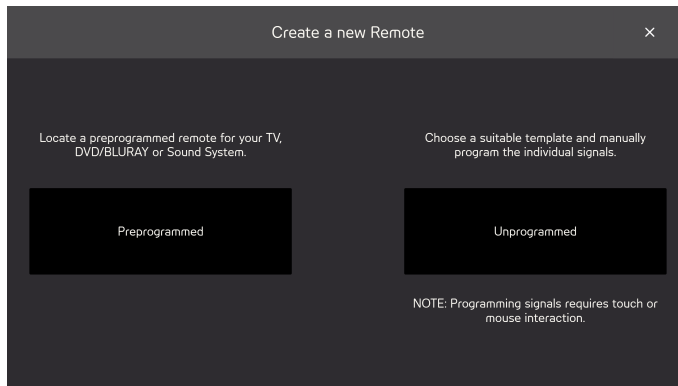 Create a new Remote
Locate a preprogrammed remote for your TV,
DVD/BLURAY or Sound System.
Preprogrammed
Choose a suitable template and manually
program the individual signals.
Unprogrammed
NOTE: Programming signals requires touch or
mouse interaction.